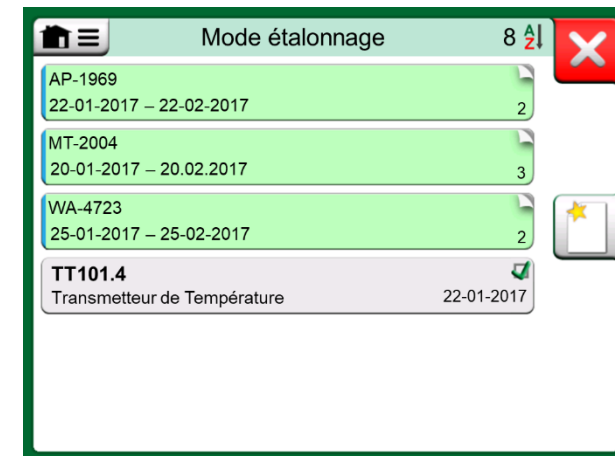 Mode étalonnage 8 AZ
AP-1969
22-01-2017 – 22-02-2017 2
MT-2004
20-01-2017 – 20.02.2017 3
WA-4723
25-01-2017 – 25-02-2017 2
TT101.4
Transmetteur de Température 22-01-2017